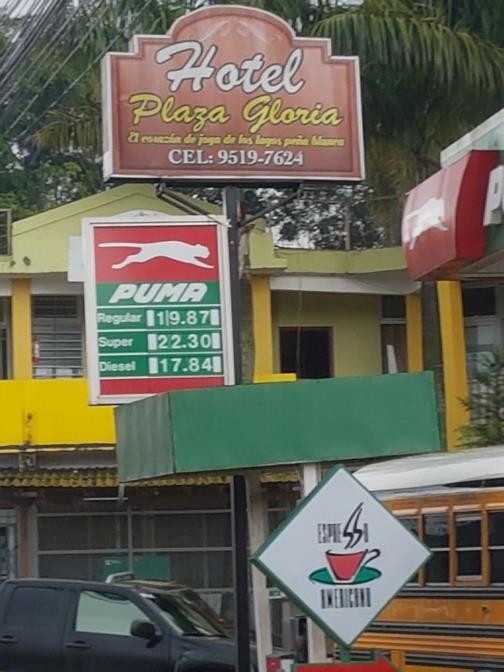 Hotel
Plaza Gloria
El corazón de joya de los lagos peña blanca
CEL: 9519-7624
PUMA
Regular 19.87
Super 22.30
Diesel 17.84
P
ESPRESSO
AMERICANO